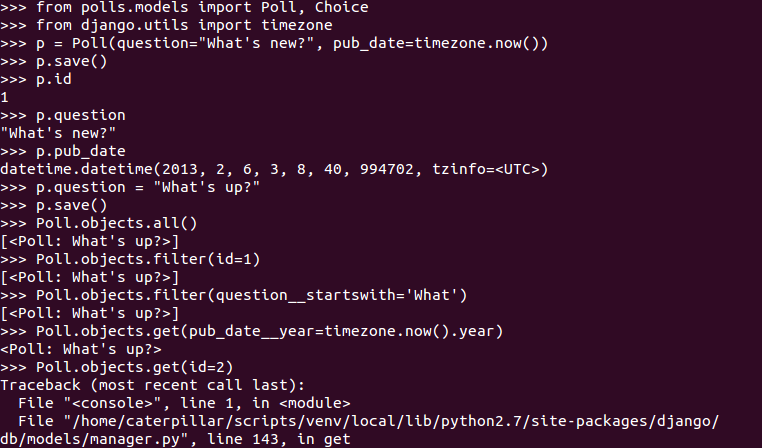 >>> from polls.models import Poll, Choice
>>> from django.utils import timezone
>>> p = Poll(question="What's new?", pub_date=timezone.now())
>>> p.save()
>>> p.id
1
>>> p.question
"What's new?"
>>> p.pub_date
datetime.datetime(2013, 2, 6, 3, 8, 40, 994702, tzinfo=<UTC>)
>>> p.question = "What's up?"
>>> p.save()
>>> Poll.objects.all()
[<Poll: What's up?>]
>>> Poll.objects.filter(id=1)
[<Poll: What's up?>]
>>> Poll.objects.filter(question__startswith='What')
[<Poll: What's up?>]
>>> Poll.objects.get(pub_date__year=timezone.now().year)
<Poll: What's up?>
>>> Poll.objects.get(id=2)
Traceback (most recent call last):
  File "<console>", line 1, in <module>
  File "/home/caterpillar/scripts/venv/local/lib/python2.7/site-packages/django/
db/models/manager.py", line 143, in get